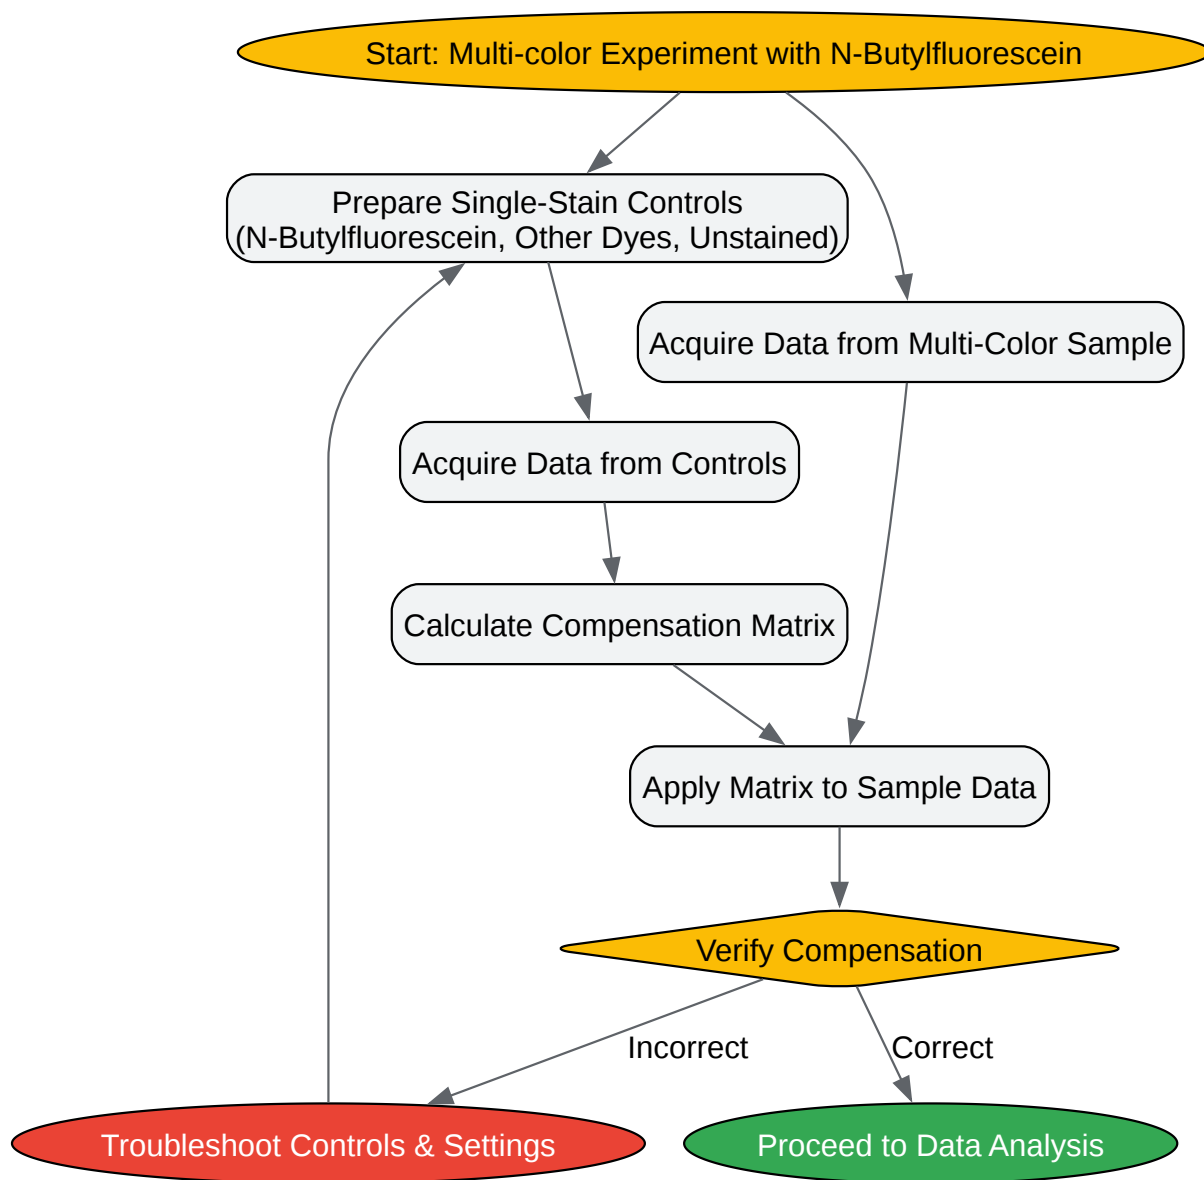 Start: Multi-color Experiment with N-Butylfluorescein
Prepare Single-Stain Controls
(N-Butylfluorescein, Other Dyes, Unstained)
Acquire Data from Multi-Color Sample
Acquire Data from Controls
Calculate Compensation Matrix
Apply Matrix to Sample Data
Verify Compensation
Incorrect
Correct
Troubleshoot Controls & Settings
Proceed to Data Analysis